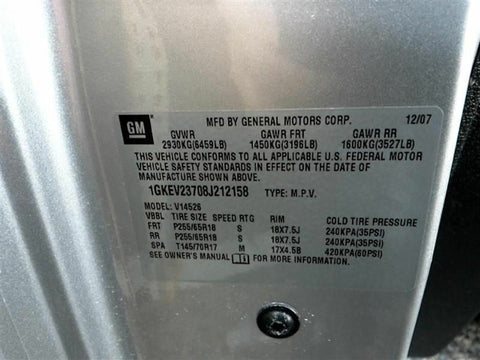 GM
MFD BY GENERAL MOTORS CORP. 12/07
GVWR GAWR FRT GAWR RR
2930KG(6459LB) 1450KG(3196LB) 1600KG(3527LB)
THIS VEHICLE CONFORMS TO ALL APPLICABLE U.S. FEDERAL MOTOR
VEHICLE SAFETY STANDARDS IN EFFECT ON THE DATE
OF MANUFACTURE SHOWN ABOVE.
1GKEV23708J212158 TYPE: M.P.V.
MODEL: V14526
VBBL TIRE SIZE SPEED RTG RIM COLD TIRE PRESSURE
FRT P255/65R18 S 18X7.5J 240KPA(35PSI)
RR P255/65R18 S 18X7.5J 240KPA(35PSI)
SPA T145/70R17 M 17X4.5B 420KPA(60PSI)
SEE OWNER'S MANUAL FOR ADDITIONAL INFORMATION.